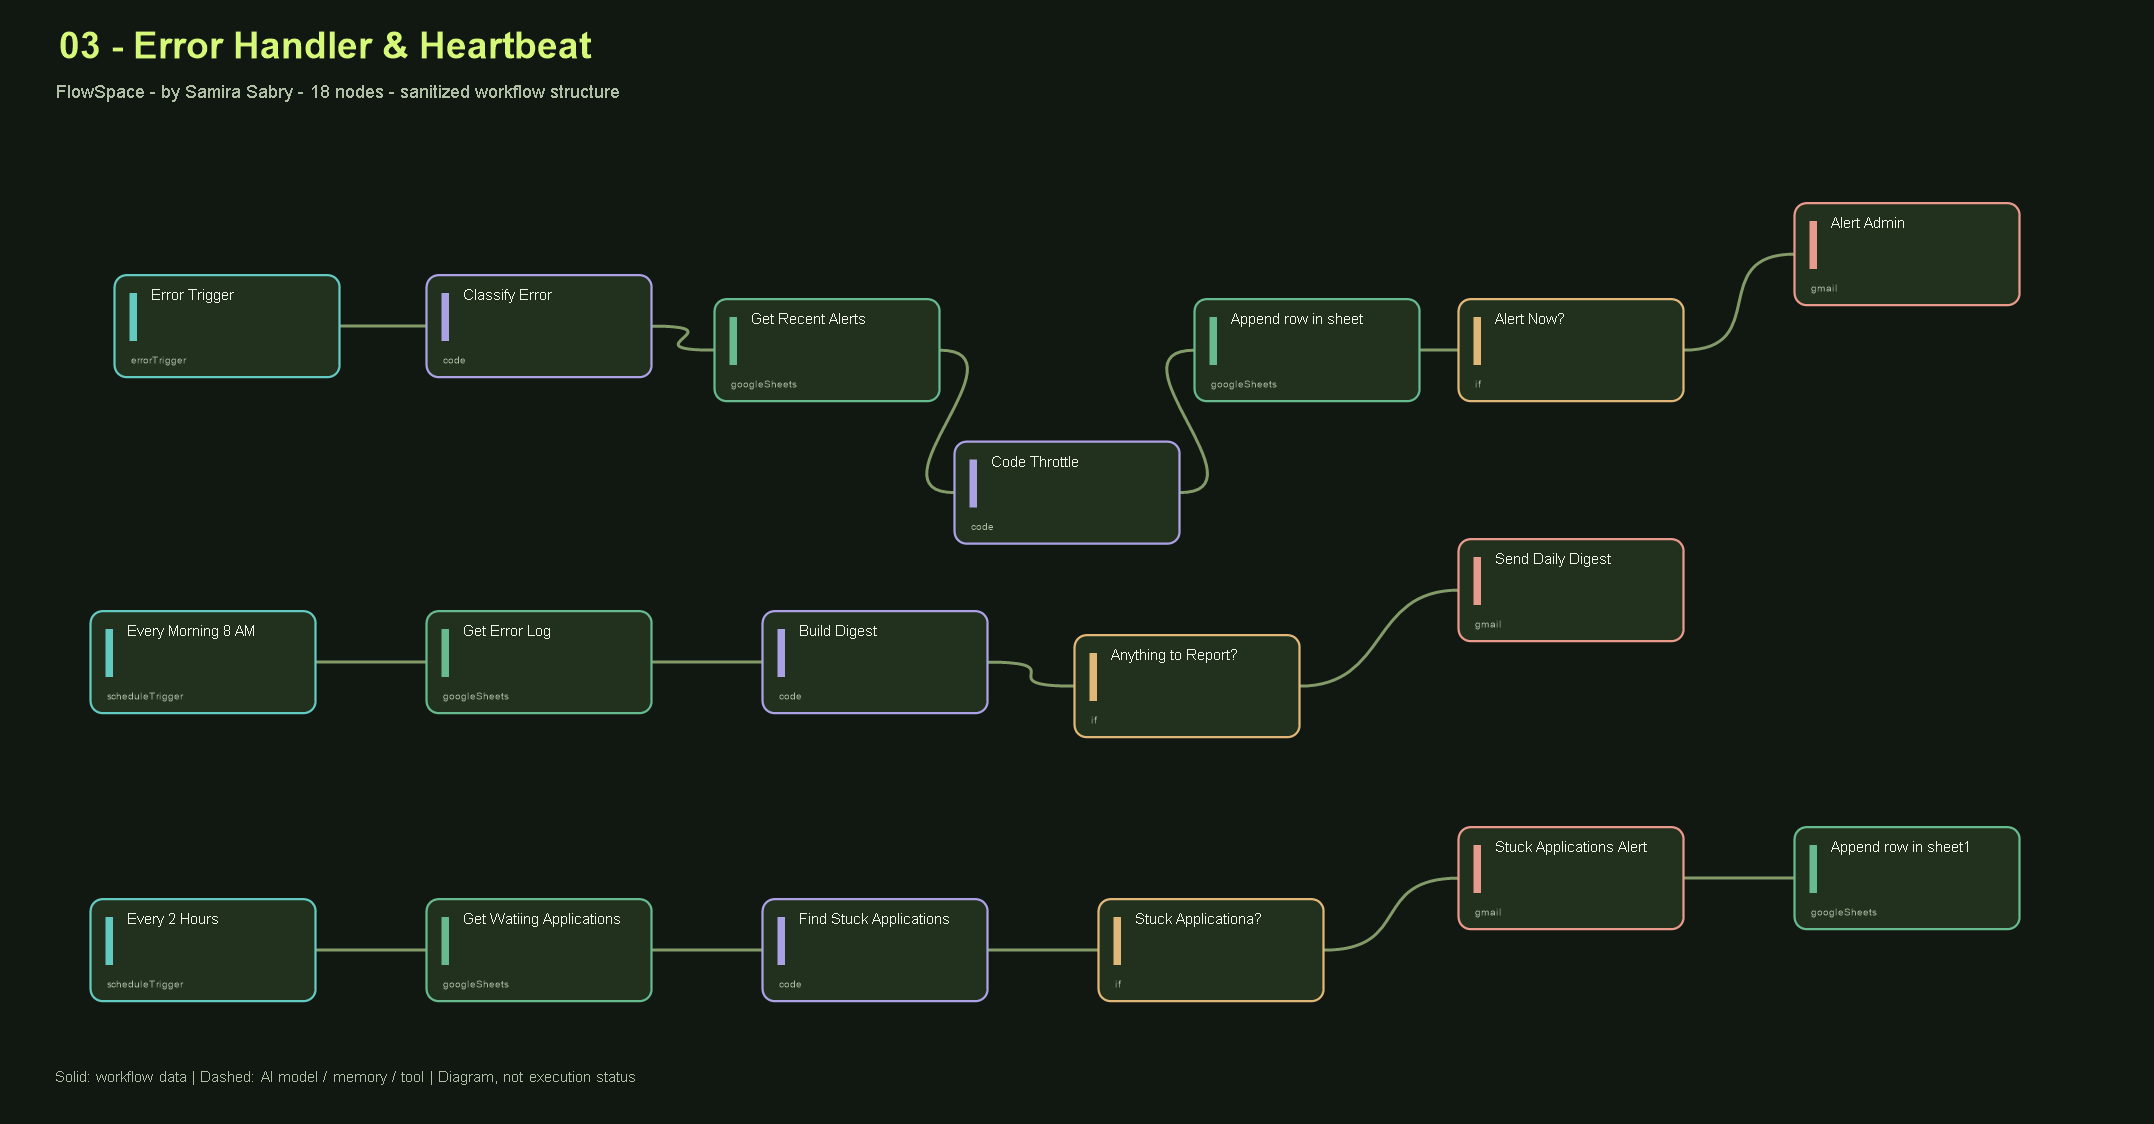 03 - Error Handler & Heartbeat
FlowSpace - by Samira Sabry - 18 nodes - sanitized workflow structure
Alert Admin
gmail
Error Trigger
errorTrigger
Classify Error
code
Get Recent Alerts
googleSheets
Append row in sheet
googleSheets
Alert Now?
if
Code Throttle
code
Send Daily Digest
gmail
Every Morning 8 AM
scheduleTrigger
Get Error Log
googleSheets
Build Digest
code
Anything to Report?
if
Stuck Applications Alert
gmail
Append row in sheet1
googleSheets
Every 2 Hours
scheduleTrigger
Get Watiing Applications
googleSheets
Find Stuck Applications
code
Stuck Applicationa?
if
Solid: workflow data | Dashed: AI model / memory / tool | Diagram, not execution status